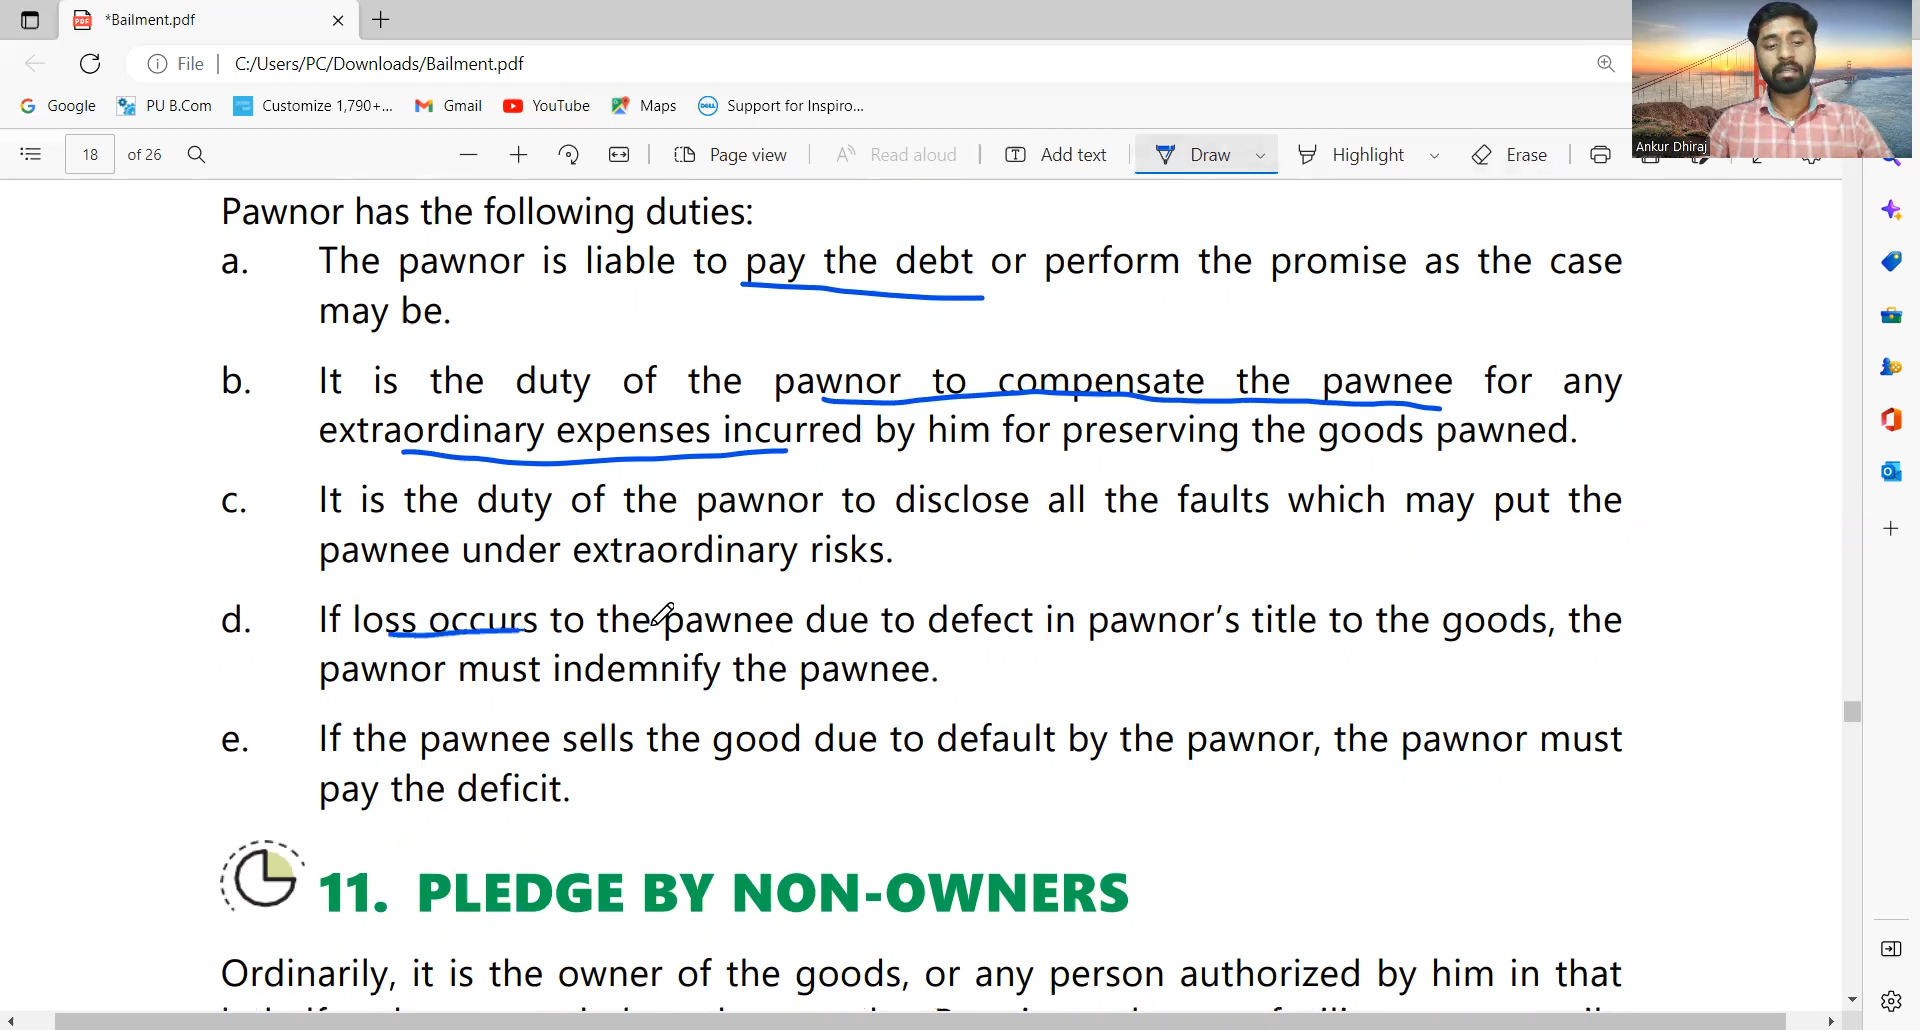 *Bailment.pdf
File
C:/Users/PC/Downloads/Bailment.pdf
Google
PU B.Com
Customize 1,790+...
Gmail
YouTube
Maps
DELL
Support for Inspiro...
18 of 26
Page view
Read aloud
Add text
Draw
Highlight
Erase
Ankur Dhiraj
Pawnor has the following duties:
a. The pawnor is liable to pay the debt or perform the promise as the case
may be.
b. It is the duty of the pawnor to compensate the pawnee for any
extraordinary expenses incurred by him for preserving the goods pawned.
c. It is the duty of the pawnor to disclose all the faults which may put the
pawnee under extraordinary risks.
d. If loss occurs to the pawnee due to defect in pawnor’s title to the goods, the
pawnor must indemnify the pawnee.
e. If the pawnee sells the good due to default by the pawnor, the pawnor must
pay the deficit.
11. PLEDGE BY NON-OWNERS
Ordinarily, it is the owner of the goods, or any person authorized by him in that